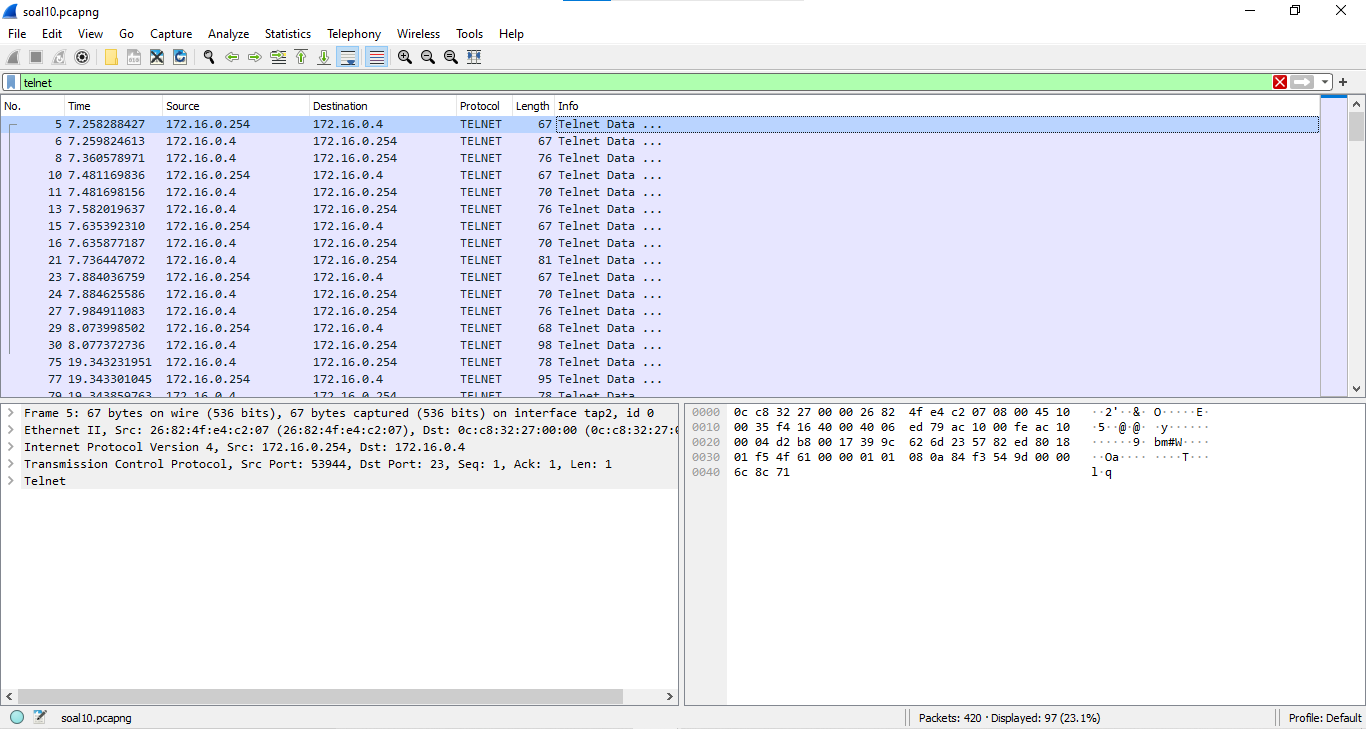 soal10.pcapng
File Edit View Go Capture Analyze Statistics Telephony Wireless Tools Help
telnet
No. Time Source Destination Protocol Length Info
5 7.258288427 172.16.0.254 172.16.0.4 TELNET 67 Telnet Data ...
6 7.259824613 172.16.0.4 172.16.0.254 TELNET 67 Telnet Data ...
8 7.360578971 172.16.0.4 172.16.0.254 TELNET 76 Telnet Data ...
10 7.481169836 172.16.0.254 172.16.0.4 TELNET 67 Telnet Data ...
11 7.481698156 172.16.0.4 172.16.0.254 TELNET 70 Telnet Data ...
13 7.582019637 172.16.0.4 172.16.0.254 TELNET 76 Telnet Data ...
15 7.635392310 172.16.0.254 172.16.0.4 TELNET 67 Telnet Data ...
16 7.635877187 172.16.0.4 172.16.0.254 TELNET 70 Telnet Data ...
21 7.736447072 172.16.0.4 172.16.0.254 TELNET 81 Telnet Data ...
23 7.884036759 172.16.0.254 172.16.0.4 TELNET 67 Telnet Data ...
24 7.884625586 172.16.0.4 172.16.0.254 TELNET 70 Telnet Data ...
27 7.984911083 172.16.0.4 172.16.0.254 TELNET 76 Telnet Data ...
29 8.073998502 172.16.0.254 172.16.0.4 TELNET 68 Telnet Data ...
30 8.077372736 172.16.0.4 172.16.0.254 TELNET 98 Telnet Data ...
75 19.343231951 172.16.0.4 172.16.0.254 TELNET 78 Telnet Data ...
77 19.343301045 172.16.0.254 172.16.0.4 TELNET 95 Telnet Data ...
79 19.343859763 172.16.0.4 172.16.0.254 TELNET 78 Telnet Data ...
Frame 5: 67 bytes on wire (536 bits), 67 bytes captured (536 bits) on interface tap2, id 0
Ethernet II, Src: 26:82:4f:e4:c2:07 (26:82:4f:e4:c2:07), Dst: 0c:c8:32:27:00:00 (0c:c8:32:27:0
Internet Protocol Version 4, Src: 172.16.0.254, Dst: 172.16.0.4
Transmission Control Protocol, Src Port: 53944, Dst Port: 23, Seq: 1, Ack: 1, Len: 1
Telnet
0000 0c c8 32 27 00 00 26 82 4f e4 c2 07 08 00 45 10 ··2'··&· O·····E·
0010 00 35 f4 16 40 00 40 06 ed 79 ac 10 00 fe ac 10 ·5··@·@· ·y······
0020 00 04 d2 b8 00 17 39 9c 62 6d 23 57 82 ed 80 18 ······9· bm#W····
0030 01 f5 4f 61 00 00 01 01 08 0a 84 f3 54 9d 00 00 ··Oa···· ····T···
0040 6c 8c 71 l·q
soal10.pcapng Packets: 420 · Displayed: 97 (23.1%) Profile: Default